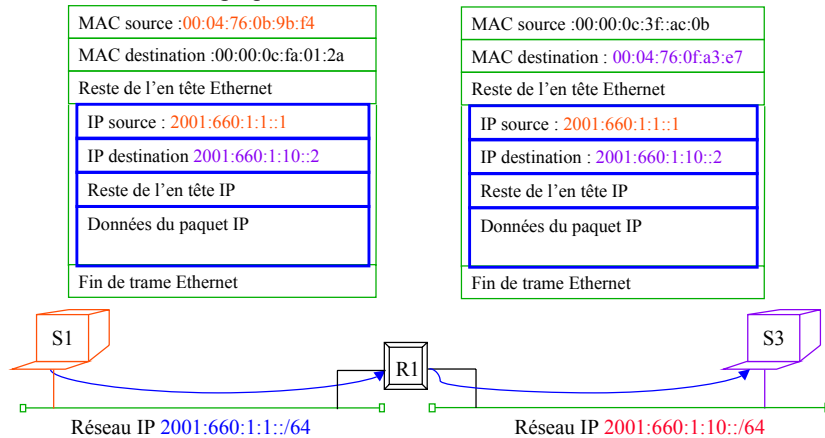 MAC source :00:04:76:0b:9b:f4
MAC destination :00:00:0c:fa:01:2a
Reste de l’en tête Ethernet
IP source : 2001:660:1:1::1
IP destination 2001:660:1:10::2
Reste de l’en tête IP
Données du paquet IP
Fin de trame Ethernet
MAC source :00:00:0c:3f::ac:0b
MAC destination : 00:04:76:0f:a3:e7
Reste de l’en tête Ethernet
IP source : 2001:660:1:1::1
IP destination : 2001:660:1:10::2
Reste de l’en tête IP
Données du paquet IP
Fin de trame Ethernet
S1
R1
S3
Réseau IP 2001:660:1:1::/64
Réseau IP 2001:660:1:10::/64